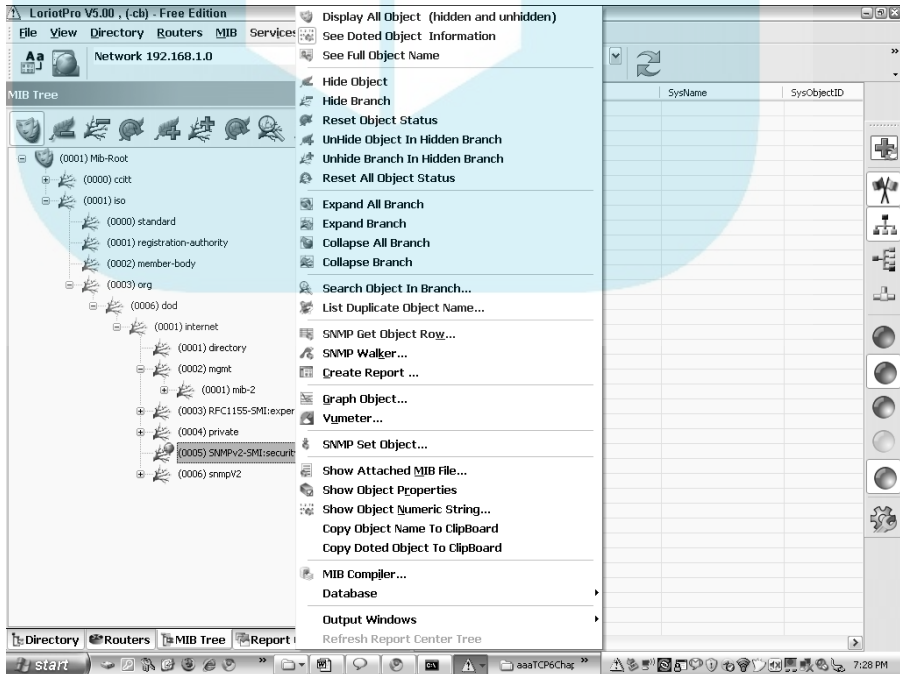 LoriotPro V5.00 , (-cb) - Free Edition
File View Directory Routers MIB Services
Aa
Network 192.168.1.0
»
MIB Tree
SysName SysObjectID
(0001) Mib-Root
(0000) ccitt
(0001) iso
(0000) standard
(0001) registration-authority
(0002) member-body
(0003) org
(0006) dod
(0001) internet
(0001) directory
(0002) mgmt
(0001) mib-2
(0003) RFC1155-SMI:exper
(0004) private
(0005) SNMPv2-SMI:securit
(0006) snmpV2
Display All Object (hidden and unhidden)
See Doted Object Information
See Full Object Name
Hide Object
Hide Branch
Reset Object Status
UnHide Object In Hidden Branch
Unhide Branch In Hidden Branch
Reset All Object Status
Expand All Branch
Expand Branch
Collapse All Branch
Collapse Branch
Search Object In Branch...
List Duplicate Object Name...
SNMP Get Object Row...
SNMP Walker...
Create Report ...
Graph Object...
Vumeter...
SNMP Set Object...
Show Attached MIB File...
Show Object Properties
Show Object Numeric String...
Copy Object Name To ClipBoard
Copy Doted Object To ClipBoard
MIB Compiler...
Database
Output Windows
Refresh Report Center Tree
Directory Routers MIB Tree Report
start » aaaTCP6Chap » 7:28 PM